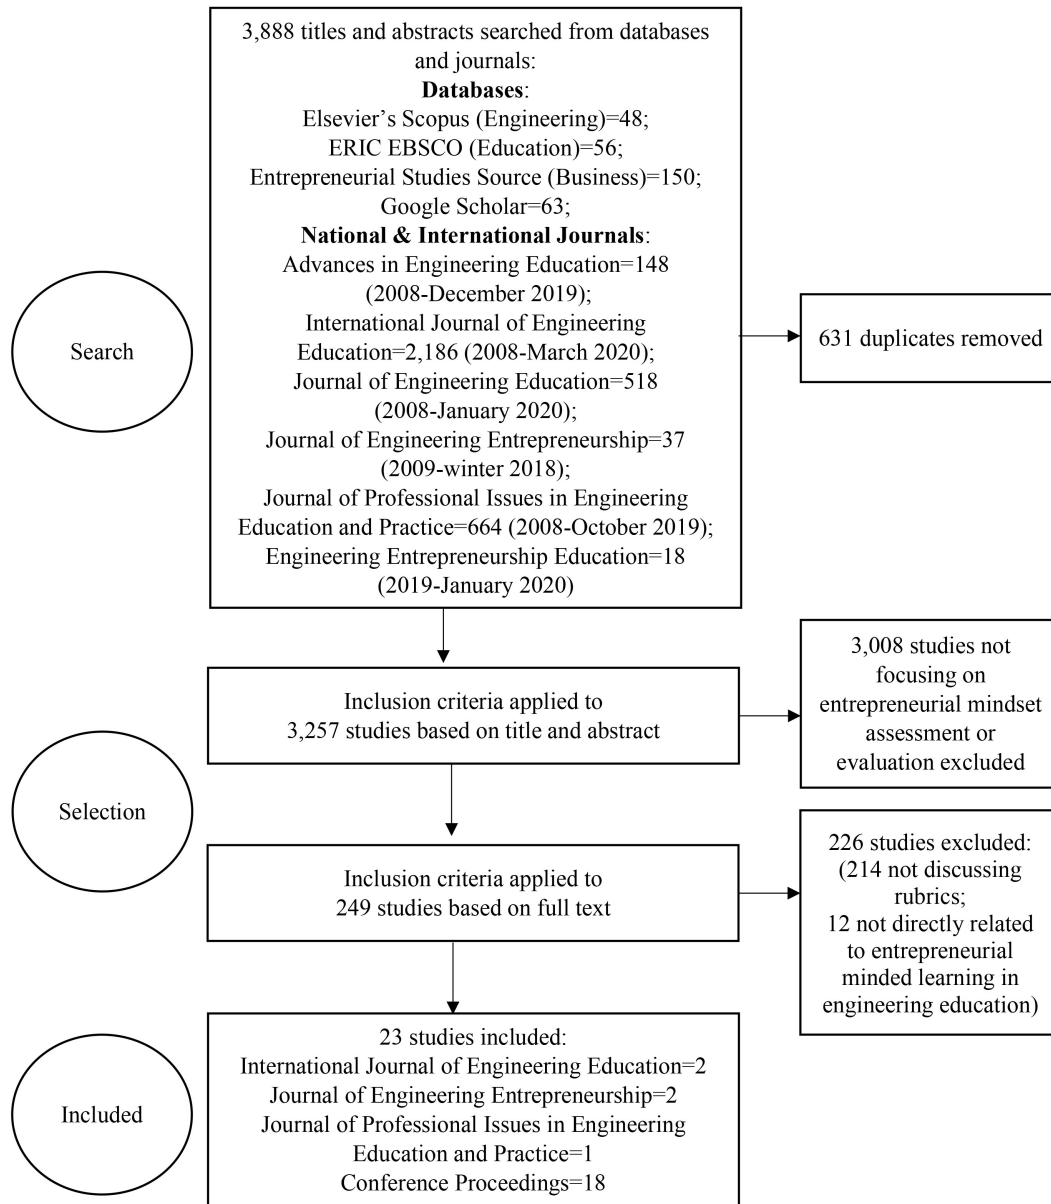 3,888 titles and abstracts searched from databases
and journals:
Databases:
Elsevier's Scopus (Engineering)=48;
ERIC EBSCO (Education)=56;
Entrepreneurial Studies Source (Business)=150;
Google Scholar=63;
National & International Journals:
Advances in Engineering Education=148
(2008-December 2019);
International Journal of Engineering
Education=2,186 (2008-March 2020);
Journal of Engineering Education=518
(2008-January 2020);
Journal of Engineering Entrepreneurship=37
(2009-winter 2018);
Journal of Professional Issues in Engineering
Education and Practice=664 (2008-October 2019);
Engineering Entrepreneurship Education=18
(2019-January 2020)
Search
631 duplicates removed
Inclusion criteria applied to
3,257 studies based on title and abstract
3,008 studies not
focusing on
entrepreneurial mindset
assessment or
evaluation excluded
Selection
Inclusion criteria applied to
249 studies based on full text
226 studies excluded:
(214 not discussing
rubrics;
12 not directly related
to entrepreneurial
minded learning in
engineering education)
Included
23 studies included:
International Journal of Engineering Education=2
Journal of Engineering Entrepreneurship=2
Journal of Professional Issues in Engineering
Education and Practice=1
Conference Proceedings=18